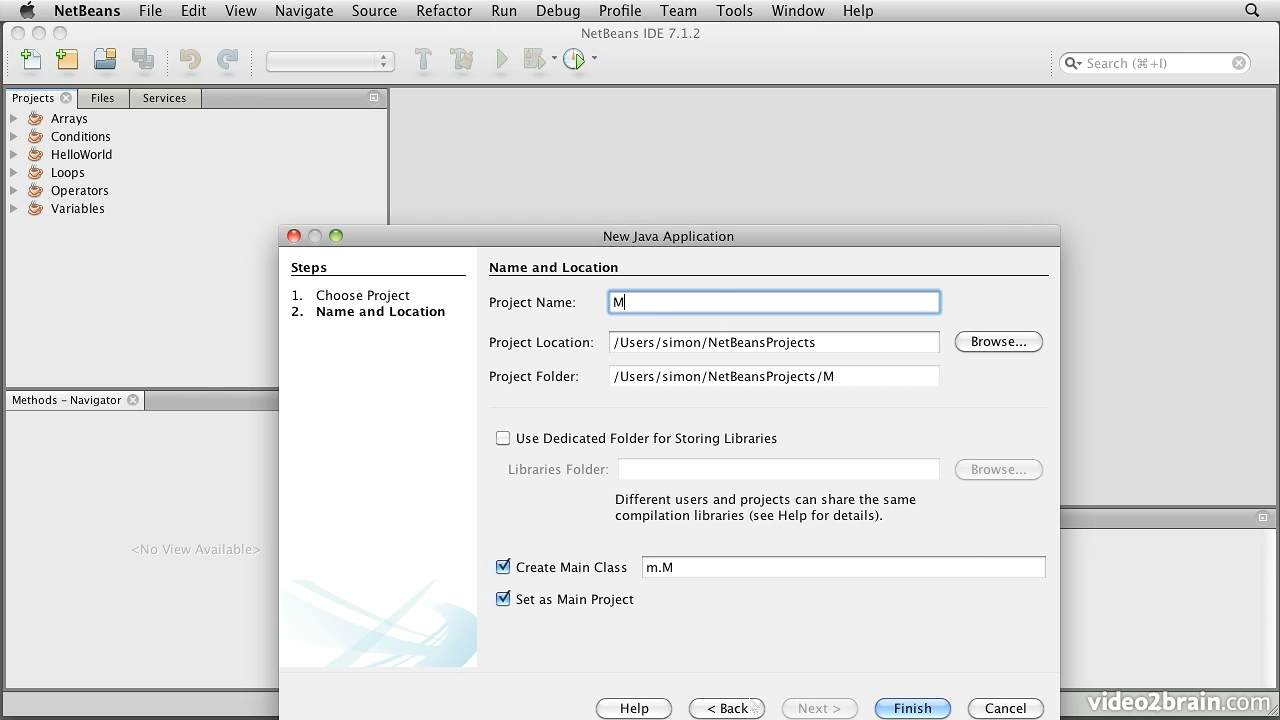 NetBeans File Edit View Navigate Source Refactor Run Debug Profile Team Tools Window Help
NetBeans IDE 7.1.2
Search (⌘+I)
Projects Files Services
Arrays
Conditions
HelloWorld
Loops
Operators
Variables
New Java Application
Steps
1. Choose Project
2. Name and Location
Name and Location
Project Name: M
Project Location: /Users/simon/NetBeansProjects Browse...
Project Folder: /Users/simon/NetBeansProjects/M
Methods - Navigator
<No View Available>
Use Dedicated Folder for Storing Libraries
Libraries Folder: Browse...
Different users and projects can share the same
compilation libraries (see Help for details).
Create Main Class m.M
Set as Main Project
Help < Back Next > Finish Cancel
video2brain.com